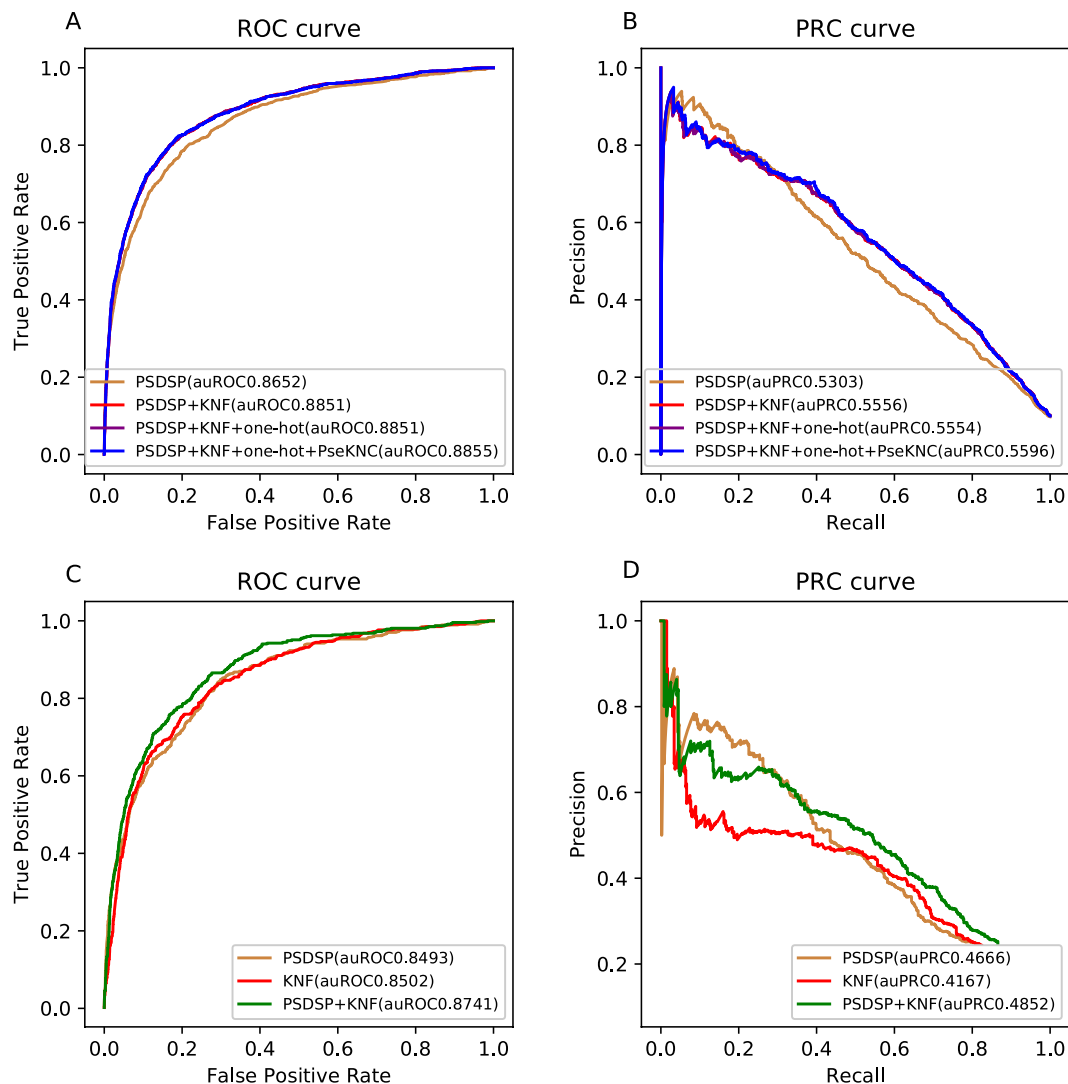 A
ROC curve
1.0
0.8
0.6
0.4
0.2
0.0
True Positive Rate
PSDSP(auROC0.8652)
PSDSP+KNF(auROC0.8851)
PSDSP+KNF+one-hot(auROC0.8851)
PSDSP+KNF+one-hot+PseKNC(auROC0.8855)
0.0 0.2 0.4 0.6 0.8 1.0
False Positive Rate
B
PRC curve
1.0
0.8
0.6
0.4
0.2
0.0
Precision
PSDSP(auPRC0.5303)
PSDSP+KNF(auPRC0.5556)
PSDSP+KNF+one-hot(auPRC0.5554)
PSDSP+KNF+one-hot+PseKNC(auPRC0.5596)
0.0 0.2 0.4 0.6 0.8 1.0
Recall
C
ROC curve
1.0
0.8
0.6
0.4
0.2
0.0
True Positive Rate
PSDSP(auROC0.8493)
KNF(auROC0.8502)
PSDSP+KNF(auROC0.8741)
0.0 0.2 0.4 0.6 0.8 1.0
False Positive Rate
D
PRC curve
1.0
0.8
0.6
0.4
0.2
Precision
PSDSP(auPRC0.4666)
KNF(auPRC0.4167)
PSDSP+KNF(auPRC0.4852)
0.0 0.2 0.4 0.6 0.8 1.0
Recall